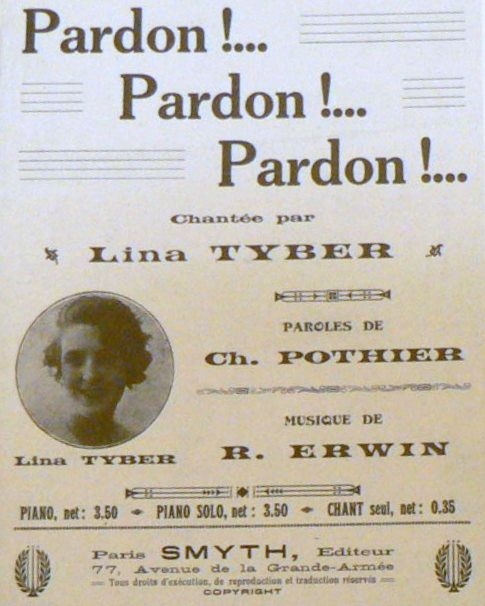 Pardon !...
Pardon !...
Pardon !...
Chantée par
Lina TYBER
PAROLES DE
Ch. POTHIER
MUSIQUE DE
R. ERWIN
Lina TYBER
PIANO, net : 3.50 PIANO SOLO, net : 3.50 CHANT seul, net : 0.35
Paris SMYTH, Editeur
77, Avenue de la Grande-Armée
Tous droits d'exécution, de reproduction et traduction réservés
COPYRIGHT